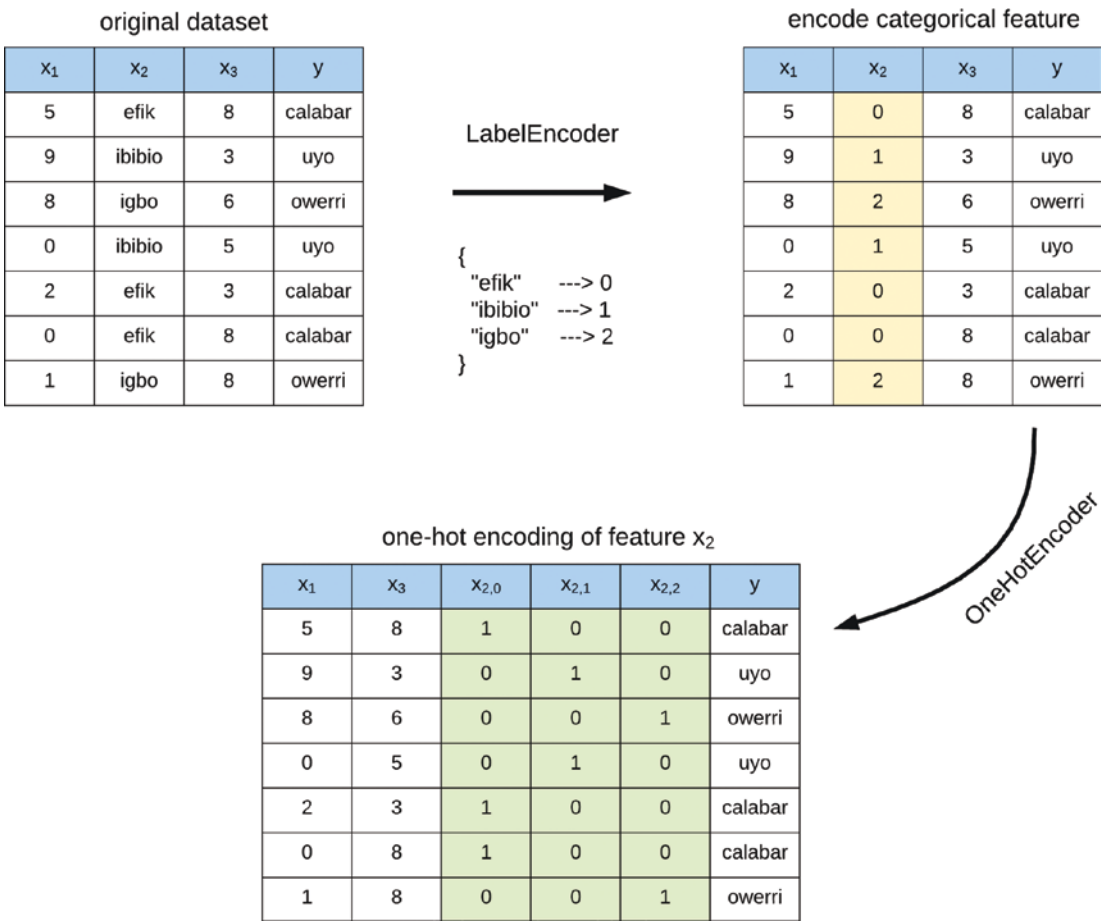 original dataset
x₁ x₂ x₃ y
5 efik 8 calabar
9 ibibio 3 uyo
8 igbo 6 owerri
0 ibibio 5 uyo
2 efik 3 calabar
0 efik 8 calabar
1 igbo 8 owerri
LabelEncoder
{
"efik" ---> 0
"ibibio" ---> 1
"igbo" ---> 2
}
encode categorical feature
x₁ x₂ x₃ y
5 0 8 calabar
9 1 3 uyo
8 2 6 owerri
0 1 5 uyo
2 0 3 calabar
0 0 8 calabar
1 2 8 owerri
OneHotEncoder
one-hot encoding of feature x₂
x₁ x₃ x₂,₀ x₂,₁ x₂,₂ y
5 8 1 0 0 calabar
9 3 0 1 0 uyo
8 6 0 0 1 owerri
0 5 0 1 0 uyo
2 3 1 0 0 calabar
0 8 1 0 0 calabar
1 8 0 0 1 owerri